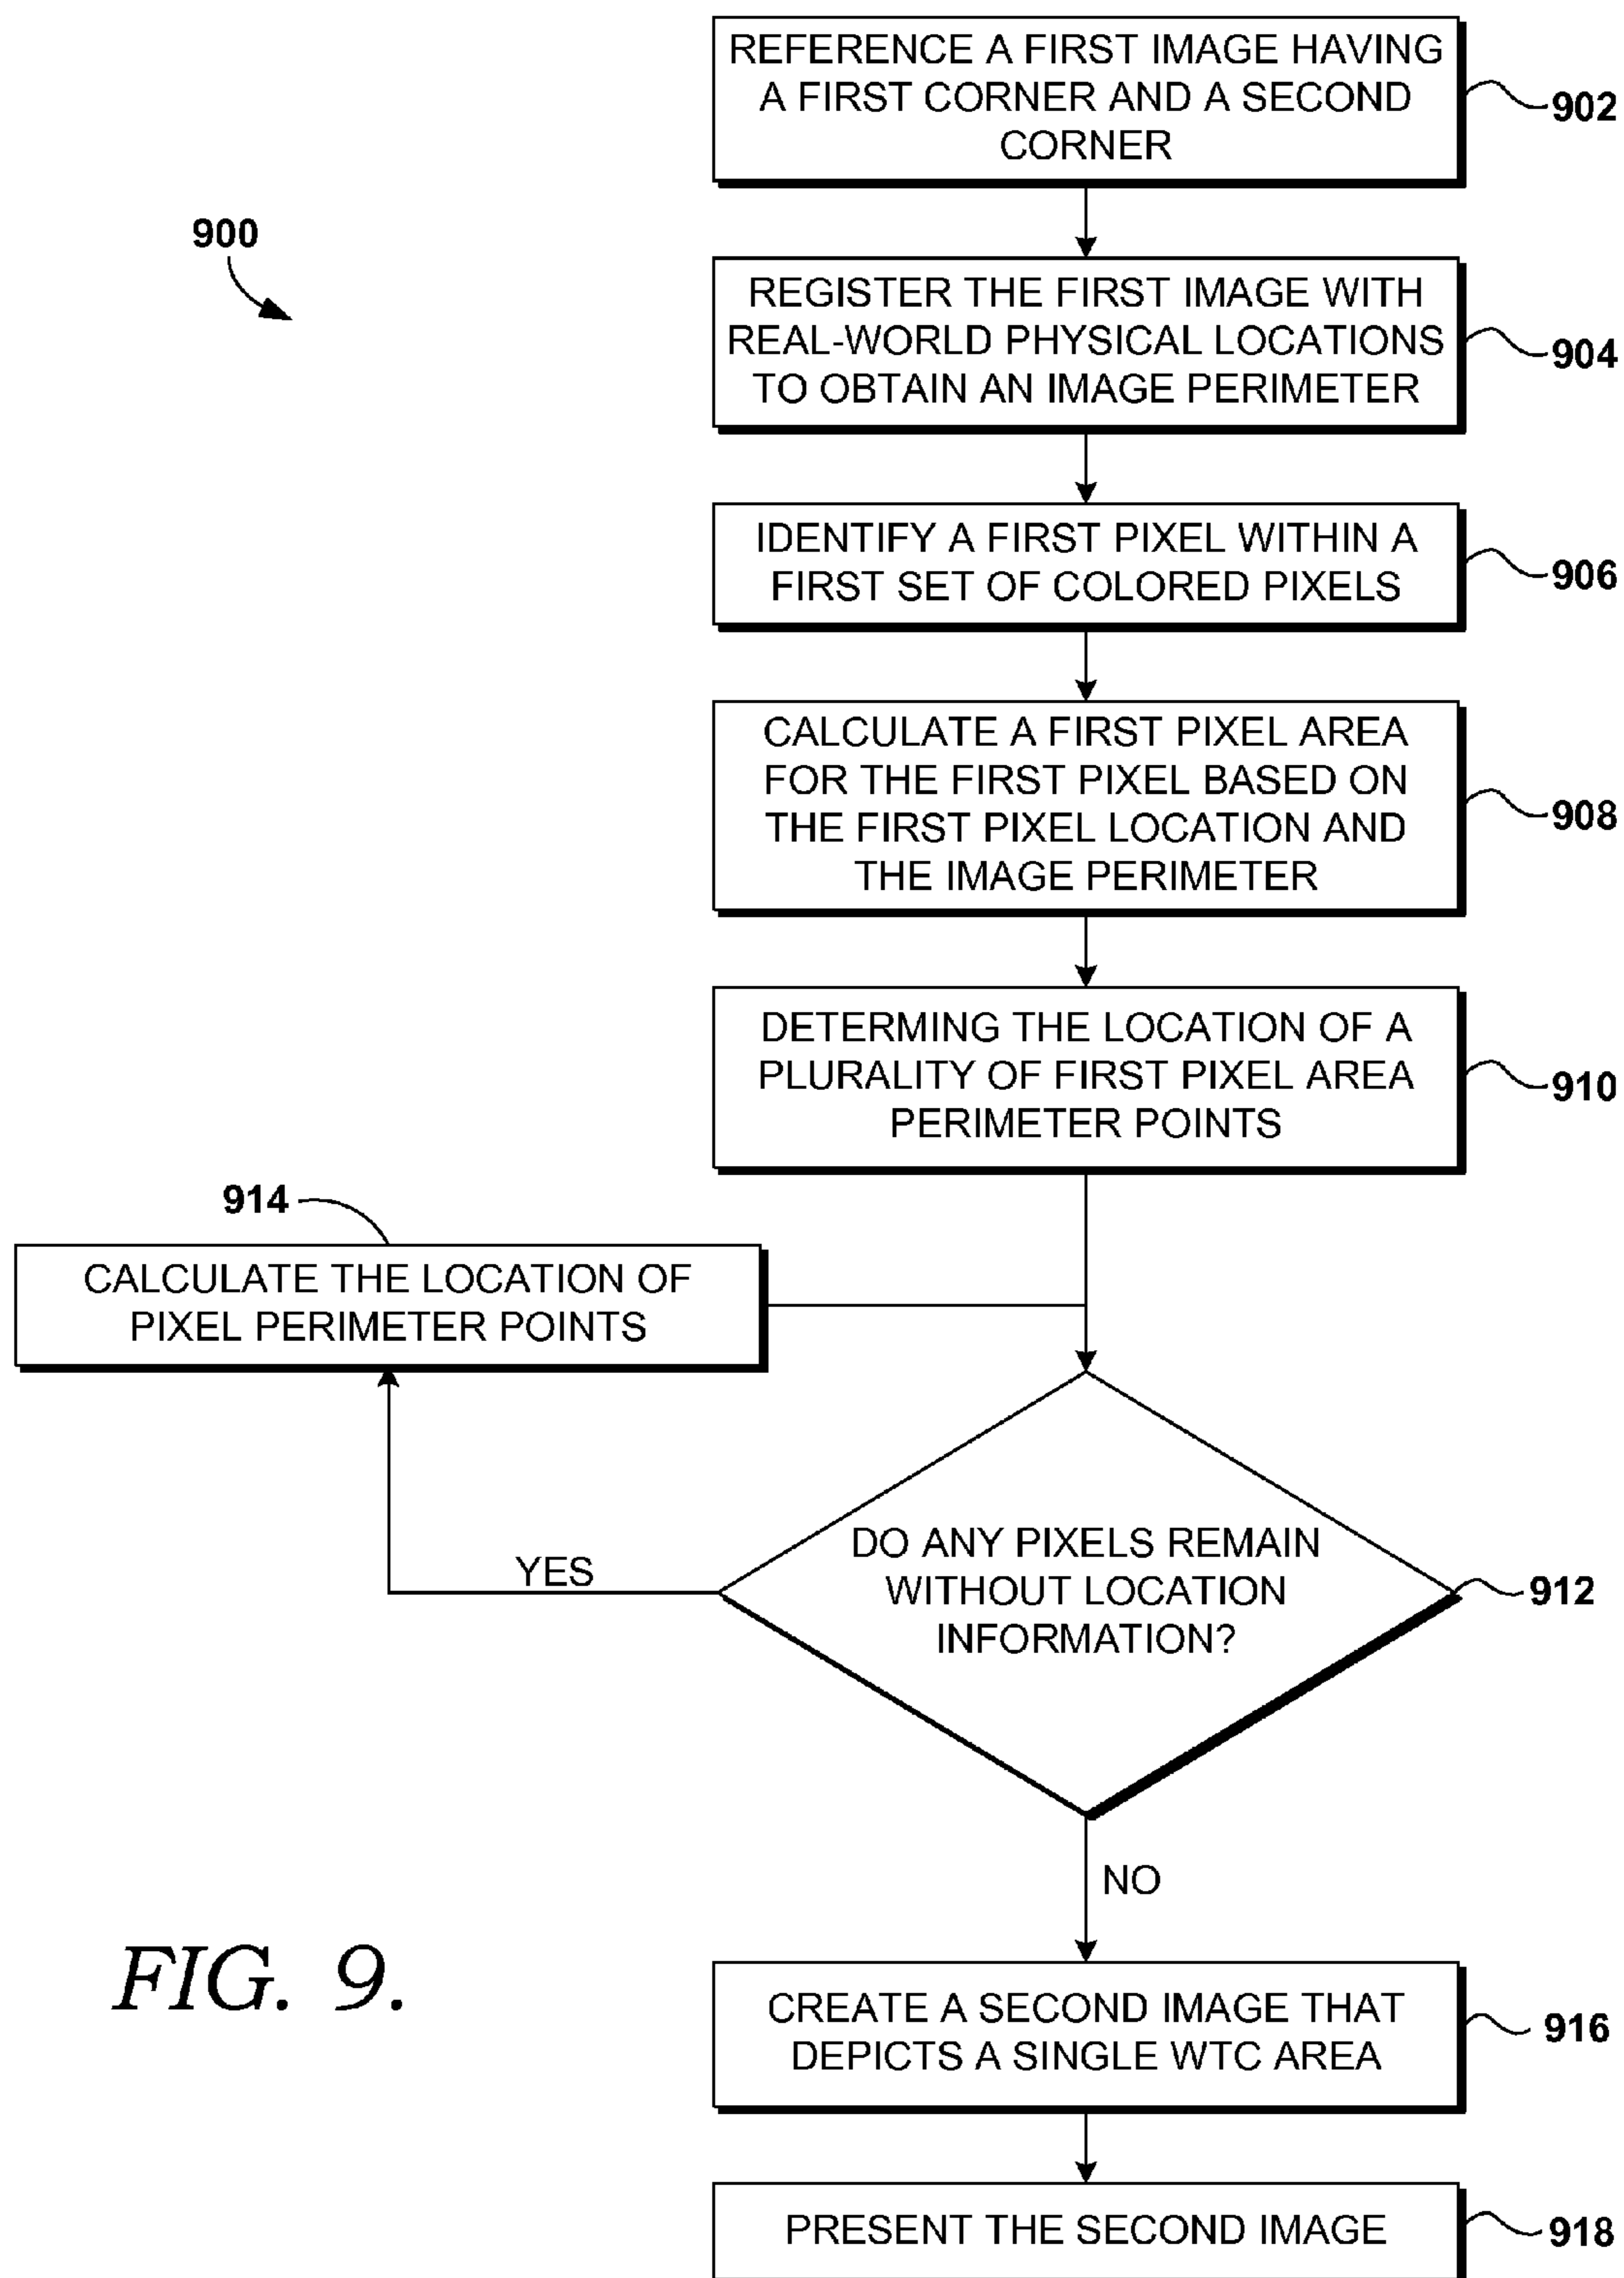 REFERENCE A FIRST IMAGE HAVING
A FIRST CORNER AND A SECOND
CORNER
902
900
REGISTER THE FIRST IMAGE WITH
REAL-WORLD PHYSICAL LOCATIONS
TO OBTAIN AN IMAGE PERIMETER
904
IDENTIFY A FIRST PIXEL WITHIN A
FIRST SET OF COLORED PIXELS
906
CALCULATE A FIRST PIXEL AREA
FOR THE FIRST PIXEL BASED ON
THE FIRST PIXEL LOCATION AND
THE IMAGE PERIMETER
908
DETERMING THE LOCATION OF A
PLURALITY OF FIRST PIXEL AREA
PERIMETER POINTS
910
914
CALCULATE THE LOCATION OF
PIXEL PERIMETER POINTS
DO ANY PIXELS REMAIN
WITHOUT LOCATION
INFORMATION?
912
YES
NO
FIG. 9.
CREATE A SECOND IMAGE THAT
DEPICTS A SINGLE WTC AREA
916
PRESENT THE SECOND IMAGE
918